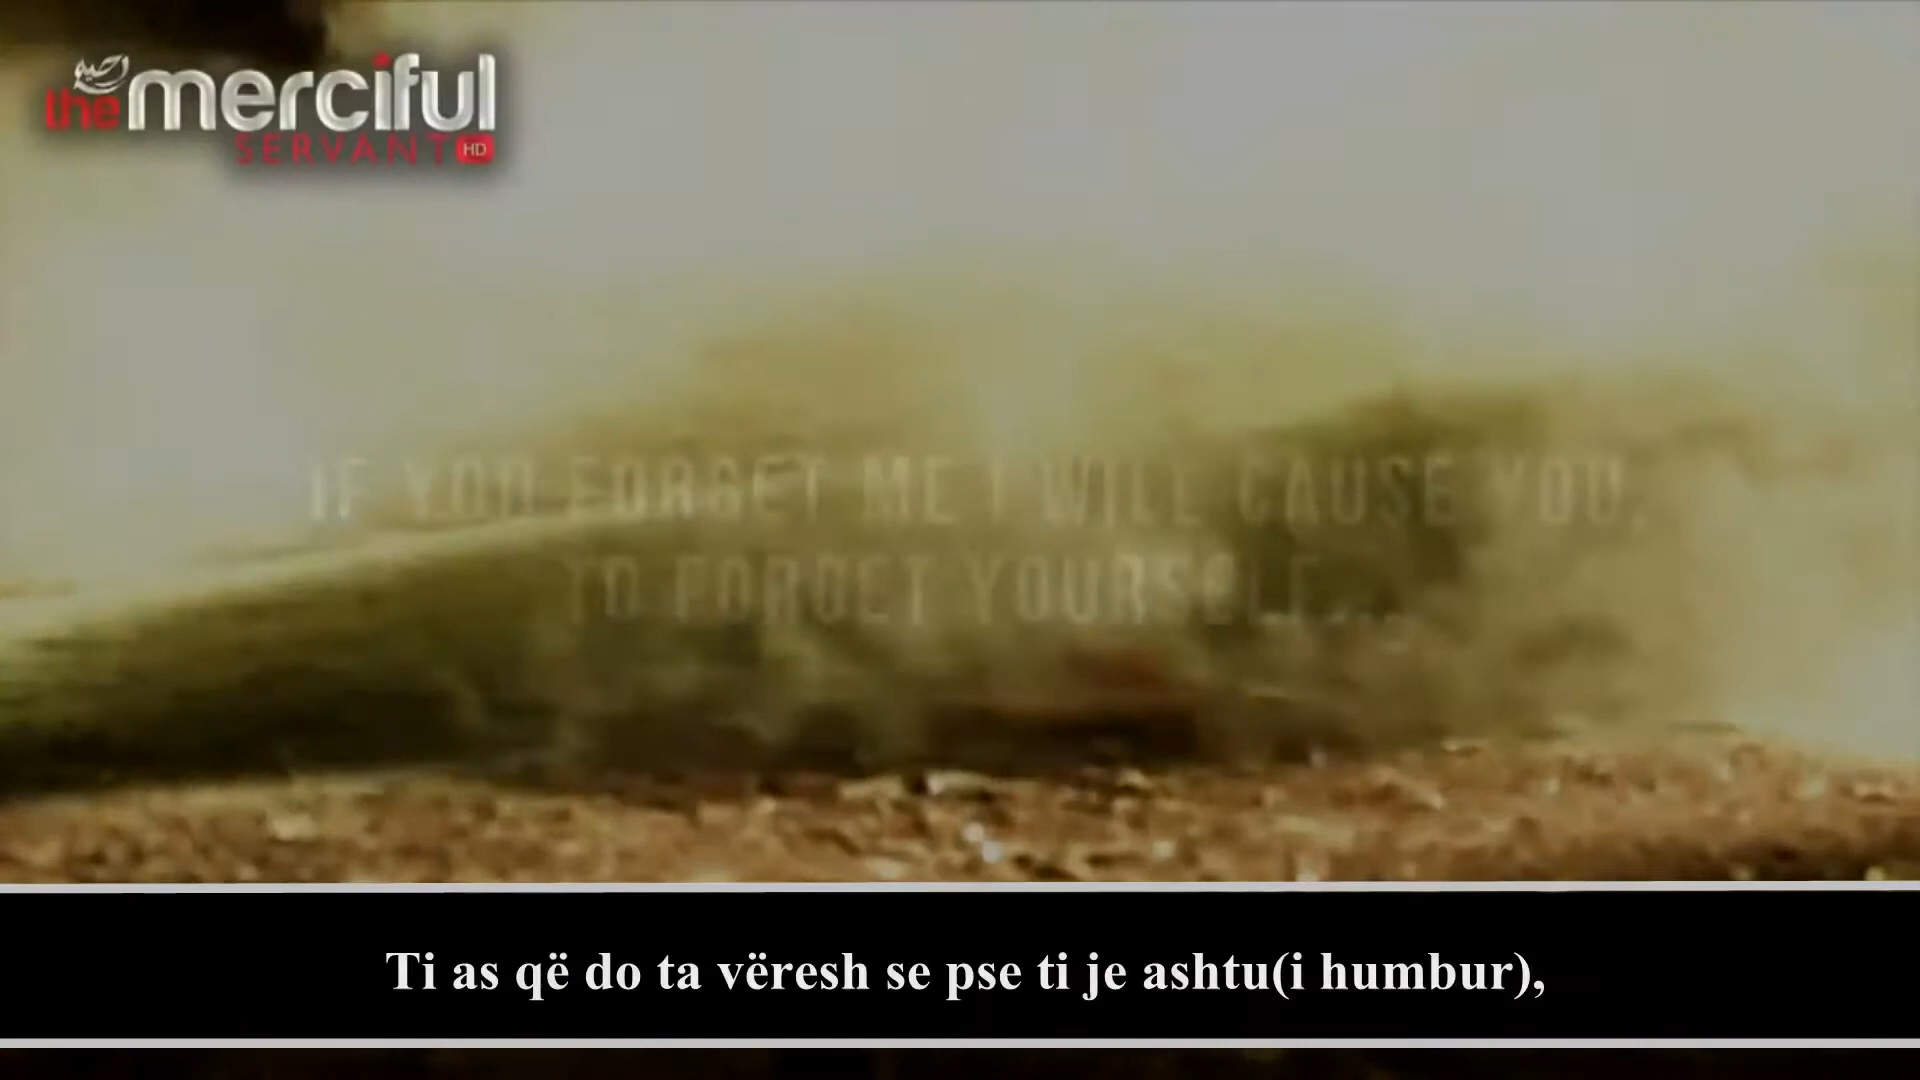 the merciful
SERVANT HD
IF YOU FORGET ME I WILL CAUSE YOU,
TO FORGET YOURSELF...
Ti as që do ta vëresh se pse ti je ashtu(i humbur),